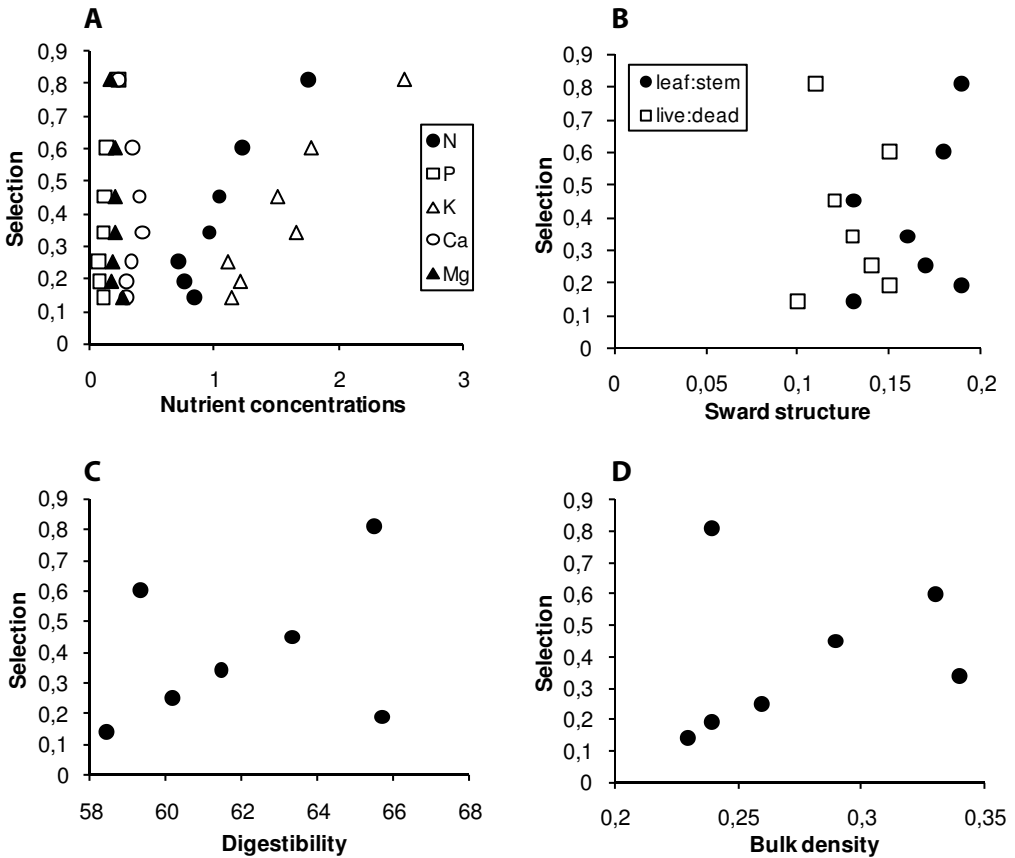 A
0,9
0,8
0,7
0,6
0,5
0,4
0,3
0,2
0,1
0
Selection
0 1 2 3
Nutrient concentrations
N
P
K
Ca
Mg
B
0,9
0,8
0,7
0,6
0,5
0,4
0,3
0,2
0,1
0
Selection
leaf:stem
live:dead
0 0,05 0,1 0,15 0,2
Sward structure
C
0,9
0,8
0,7
0,6
0,5
0,4
0,3
0,2
0,1
0
Selection
58 60 62 64 66 68
Digestibility
D
0,9
0,8
0,7
0,6
0,5
0,4
0,3
0,2
0,1
0
Selection
0,2 0,25 0,3 0,35
Bulk density